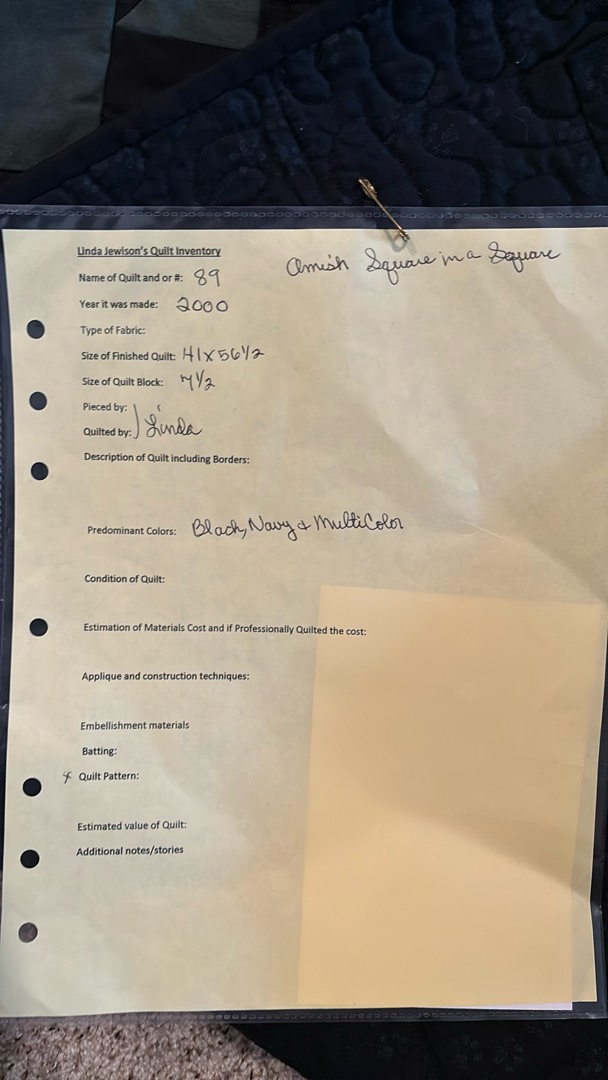 Linda Jewison's Quilt Inventory
Amish Square in a Square
Name of Quilt and or #: 89
Year it was made: 2000
Type of Fabric:
Size of Finished Quilt: 41x56 1/2
Size of Quilt Block: 7 1/2
Pieced by:
Quilted by: Linda
Description of Quilt including Borders:
Predominant Colors: Black, Navy & MultiColor
Condition of Quilt:
Estimation of Materials Cost and if Professionally Quilted the cost:
Applique and construction techniques:
Embellishment materials
Batting:
Quilt Pattern:
Estimated value of Quilt:
Additional notes/stories